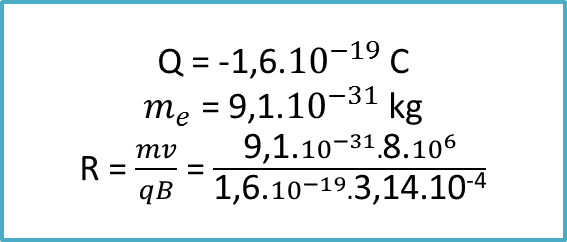 Q = -1,6.10⁻¹⁹ C
mₑ = 9,1.10⁻³¹ kg
R = mv/qB = 9,1.10⁻³¹.8.10⁶/1,6.10⁻¹⁹.3,14.10⁻⁴